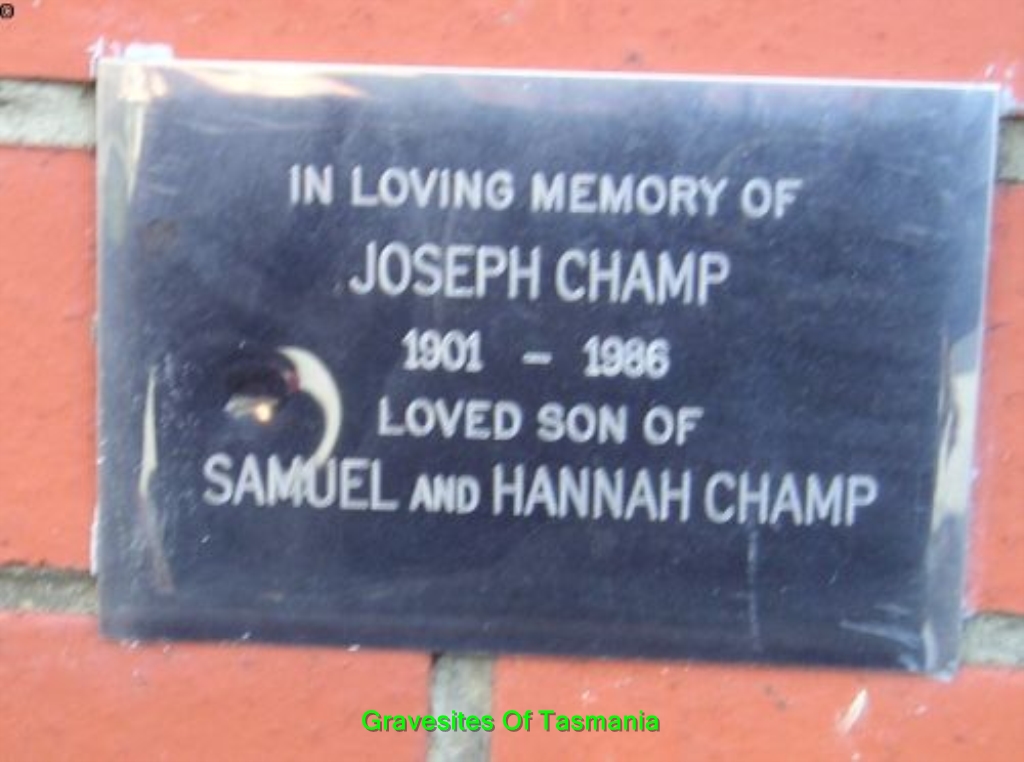 IN LOVING MEMORY OF
JOSEPH CHAMP
1901 - 1986
LOVED SON OF
SAMUEL AND HANNAH CHAMP
Gravesites Of Tasmania